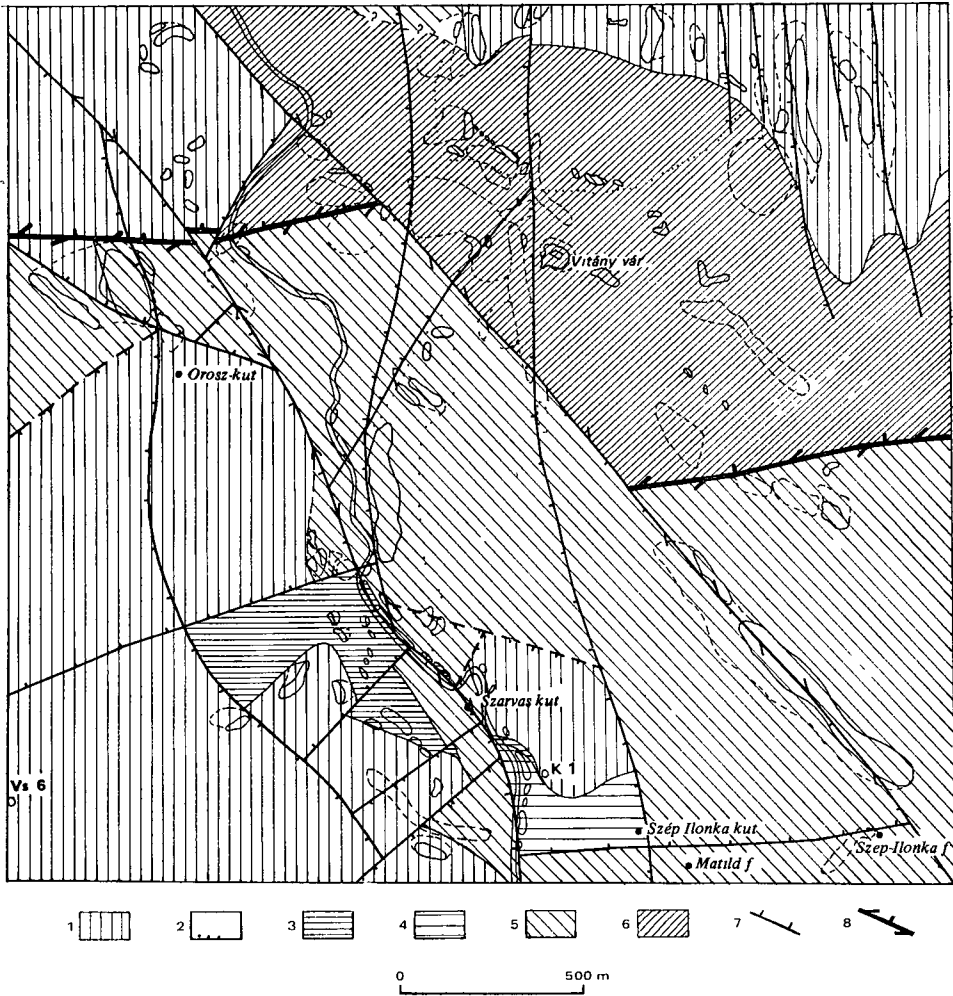 ?
?
Vitány vár
Orosz-kut
Szarvas kut
K 1
Vs 6
Szép Ilonka kut
Szep-Ilonka f
Matild f
1 2 3 4 5 6 7 8
0 500 m